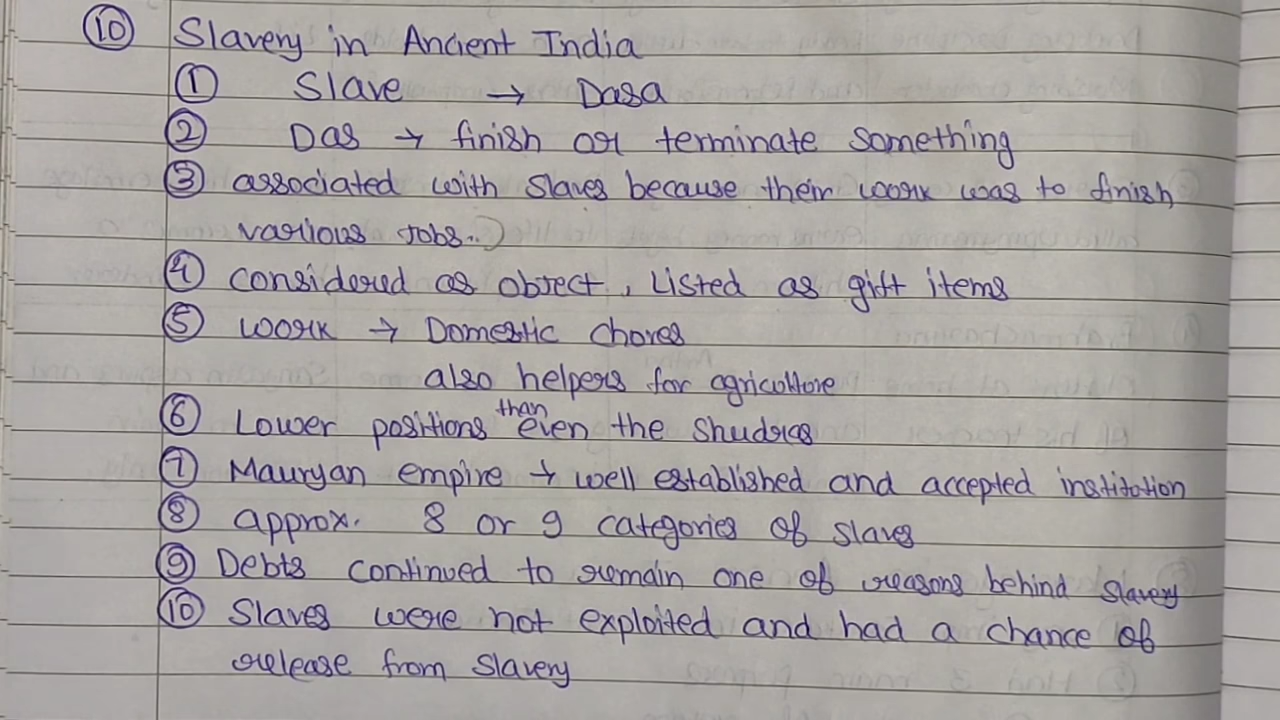 ⑩ Slavery in Ancient India
① Slave → Dasa
② Das → finish or terminate something
③ associated with slaves because their work was to finish
various jobs..
④ considered as object, Listed as gift items
⑤ work → Domestic chores
also helpers for agriculture
⑥ Lower positions than even the Shudras
⑦ Mauryan empire → well established and accepted institution
⑧ approx. 8 or 9 categories of slaves
⑨ Debts continued to remain one of reasons behind slavery
⑩ Slaves were not exploited and had a chance of
release from slavery